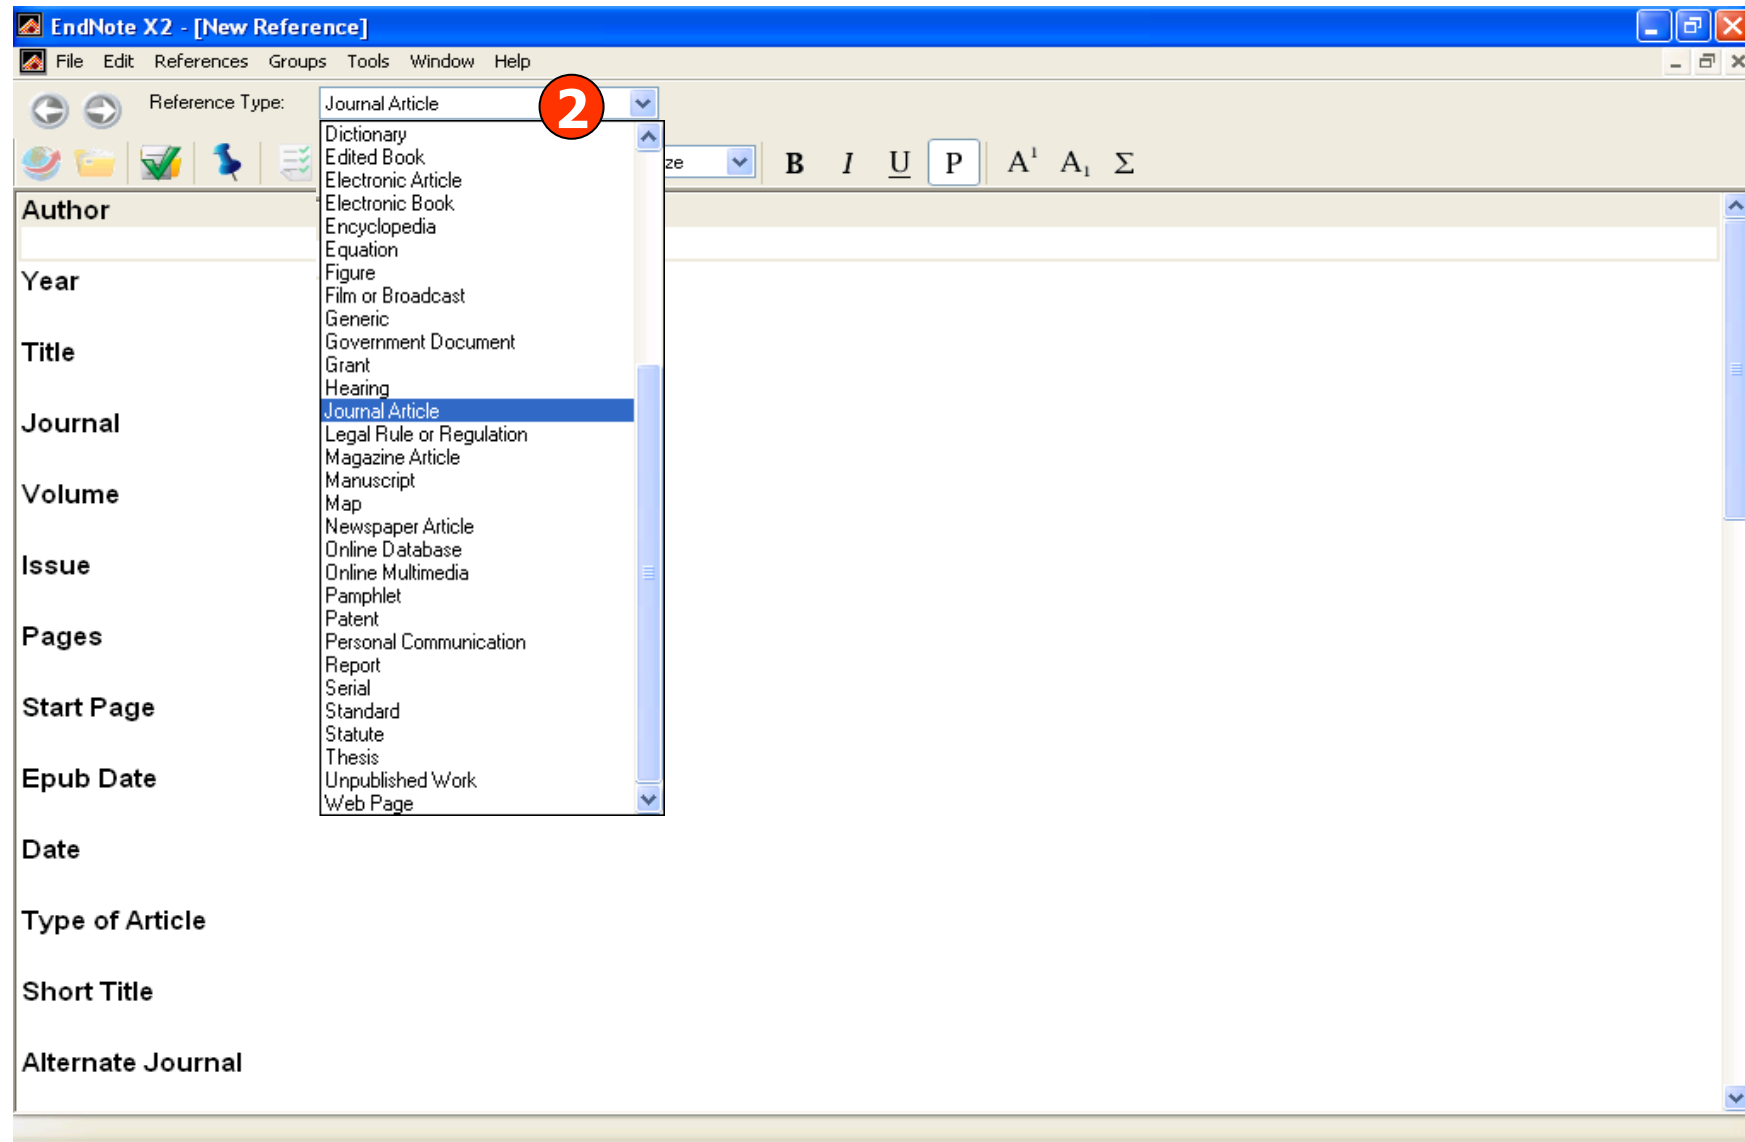 EndNote X2 - [New Reference]
File Edit References Groups Tools Window Help
Reference Type: Journal Article
2
Dictionary
Edited Book
Electronic Article
Electronic Book
Encyclopedia
Equation
Figure
Film or Broadcast
Generic
Government Document
Grant
Hearing
Journal Article
Legal Rule or Regulation
Magazine Article
Manuscript
Map
Newspaper Article
Online Database
Online Multimedia
Pamphlet
Patent
Personal Communication
Report
Serial
Standard
Statute
Thesis
Unpublished Work
Web Page
ze B I U P A1 A1 Σ
Author
Year
Title
Journal
Volume
Issue
Pages
Start Page
Epub Date
Date
Type of Article
Short Title
Alternate Journal